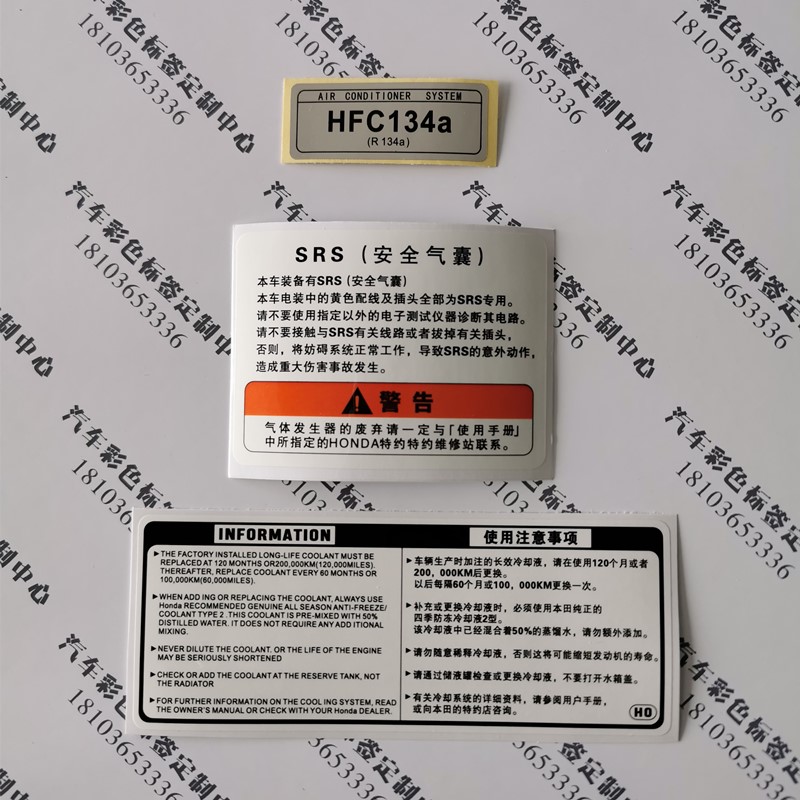 AIR CONDITIONER SYSTEM
HFC134a
(R 134a)
SRS（安全气囊）
本车装备有SRS（安全气囊）
本车电装中的黄色配线及插头全部为SRS专用。
请不要使用指定以外的电子测试仪器诊断其电路。
请不要接触与SRS有关线路或者拔掉有关插头，
否则，将妨碍系统正常工作，导致SRS的意外动作，
造成重大伤害事故发生。
警告
气体发生器的废弃请一定与「使用手册」
中所指定的HONDA特约特约维修站联系。
INFORMATION
▶THE FACTORY INSTALLED LONG-LIFE COOLANT MUST BE
REPLACED AT 120 MONTHS OR200,000KM(120,000MILES).
THEREAFTER, REPLACE COOLANT EVERY 60 MONTHS OR
100,000KM(60,000MILES).
▶WHEN ADD ING OR REPLACING THE COOLANT, ALWAYS USE
Honda RECOMMENDED GENUINE ALL SEASON ANTI-FREEZE/
COOLANT TYPE 2 .THIS COOLANT IS PRE-MIXED WITH 50%
DISTILLED WATER. IT DOES NOT REQUIRE ANY ADD ITIONAL
MIXING.
▶NEVER DILUTE THE COOLANT. OR THE LIFE OF THE ENGINE
MAY BE SERIOUSLY SHORTENED
▶CHECK OR ADD THE COOLANT AT THE RESERVE TANK, NOT
THE RADIATOR
▶FOR FURTHER INFORMATION ON THE COOLING SYSTEM, READ
THE OWNER'S MANUAL OR CHECK WITH YOUR Honda DEALER.
使用注意事项
▶车辆生产时加注的长效冷却液，请在使用120个月或者
200，000KM后更换。
以后每隔60个月或100，000KM更换一次。
▶补充或更换冷却液时，必须使用本田纯正的
四季防冻冷却液2型。
该冷却液中已经混合着50%的蒸馏水，请勿额外添加。
▶请勿随意稀释冷却液，否则这将可能缩短发动机的寿命。
▶请通过储液罐检查或更换冷却液，不要打开水箱盖。
▶有关冷却系统的详细资料，请参阅用户手册，
或向本田的特约店咨询。
HO
汽车彩色标签定制中心
18103653336